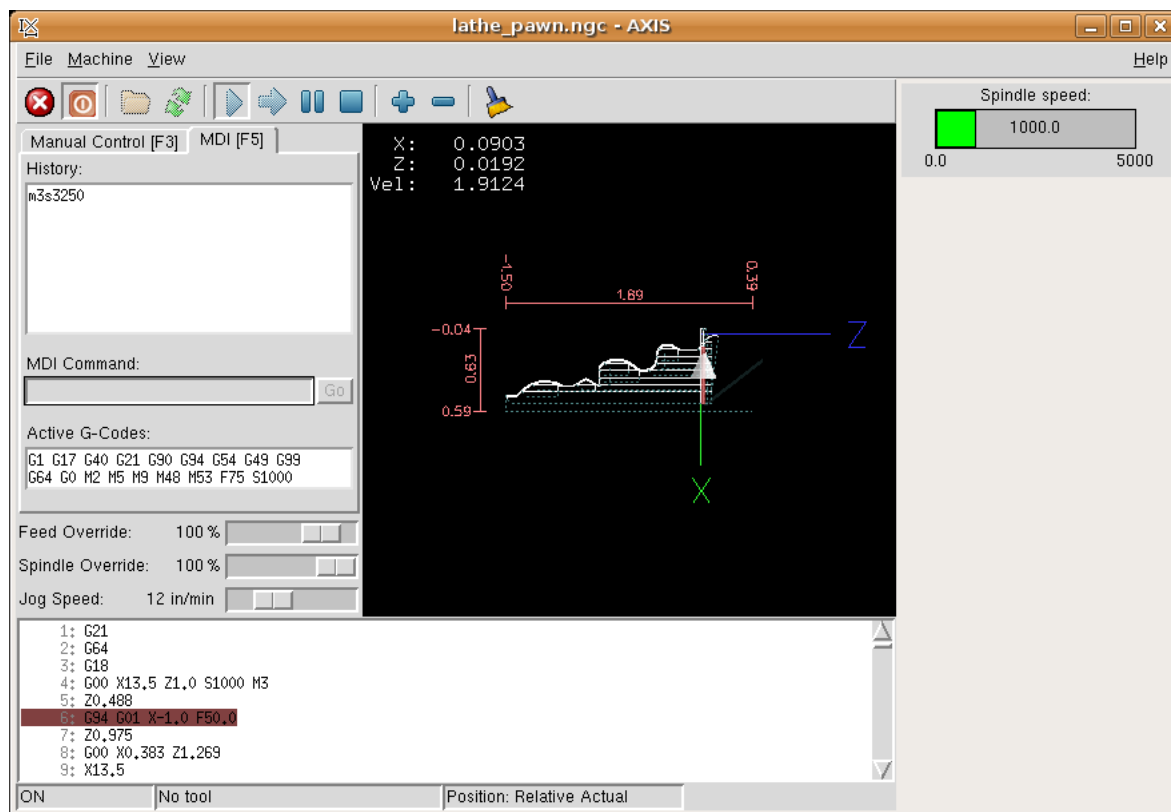 lathe_pawn.ngc - AXIS
File Machine View Help
Manual Control [F3] MDI [F5]
History:
m3s3250
MDI Command:
Go
Active G-Codes:
G1 G17 G40 G21 G90 G94 G54 G49 G99
G64 G0 M2 M5 M9 M48 M53 F75 S1000
Feed Override: 100 %
Spindle Override: 100 %
Jog Speed: 12 in/min
X: 0.0903
Z: 0.0192
Vel: 1.9124
-1.50
0.39
1.89
-0.04
0.63
0.59
Z
X
Spindle speed:
1000.0
0.0 5000
1: G21
2: G64
3: G18
4: G00 X13.5 Z1.0 S1000 M3
5: Z0.488
6: G94 G01 X-1.0 F50.0
7: Z0.975
8: G00 X0.383 Z1.269
9: X13.5
ON No tool Position: Relative Actual